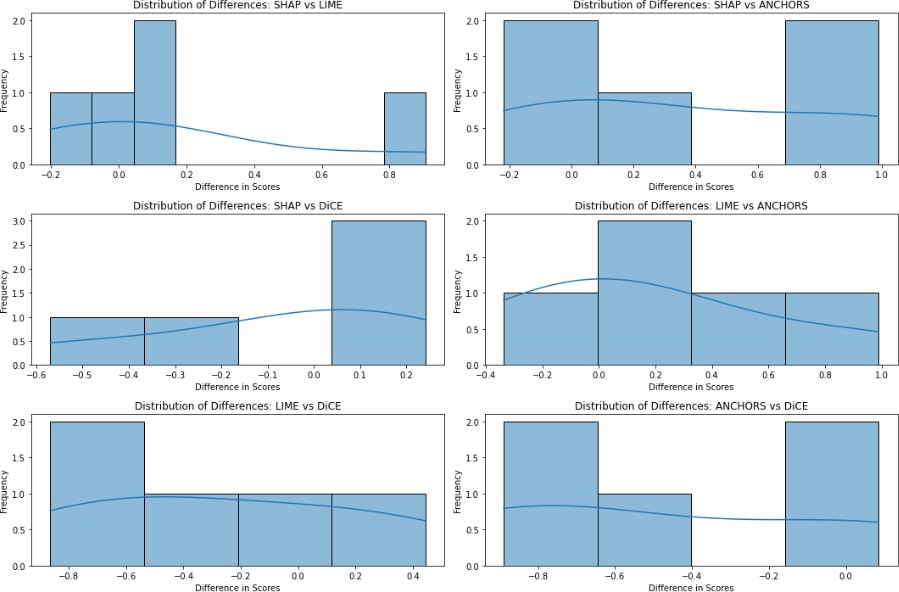 Distribution of Differences: SHAP vs LIME
Frequency
2.0
1.5
1.0
0.5
0.0
−0.2 0.0 0.2 0.4 0.6 0.8
Difference in Scores
Distribution of Differences: SHAP vs ANCHORS
Frequency
2.0
1.5
1.0
0.5
0.0
−0.2 0.0 0.2 0.4 0.6 0.8 1.0
Difference in Scores
Distribution of Differences: SHAP vs DiCE
Frequency
3.0
2.5
2.0
1.5
1.0
0.5
0.0
−0.6 −0.5 −0.4 −0.3 −0.2 −0.1 0.0 0.1 0.2
Difference in Scores
Distribution of Differences: LIME vs ANCHORS
Frequency
2.0
1.5
1.0
0.5
0.0
−0.4 −0.2 0.0 0.2 0.4 0.6 0.8 1.0
Difference in Scores
Distribution of Differences: LIME vs DiCE
Frequency
2.0
1.5
1.0
0.5
0.0
−0.8 −0.6 −0.4 −0.2 0.0 0.2 0.4
Difference in Scores
Distribution of Differences: ANCHORS vs DiCE
Frequency
2.0
1.5
1.0
0.5
0.0
−0.8 −0.6 −0.4 −0.2 0.0
Difference in Scores